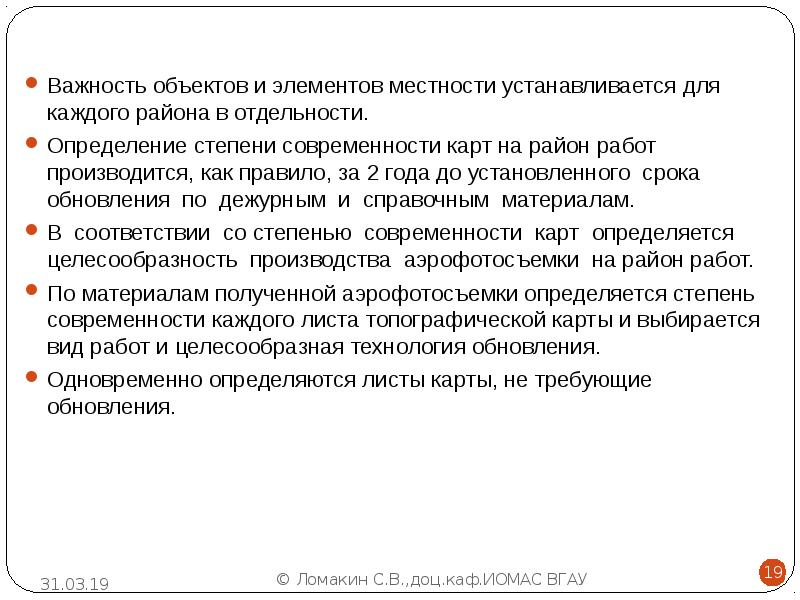 Важность объектов и элементов местности устанавливается для
каждого района в отдельности.
Определение степени современности карт на район работ
производится, как правило, за 2 года до установленного срока
обновления по дежурным и справочным материалам.
В соответствии со степенью современности карт определяется
целесообразность производства аэрофотосъемки на район работ.
По материалам полученной аэрофотосъемки определяется степень
современности каждого листа топографической карты и выбирается
вид работ и целесообразная технология обновления.
Одновременно определяются листы карты, не требующие
обновления.
31.03.19
© Ломакин С.В.,доц.каф.ИОМАС ВГАУ
19